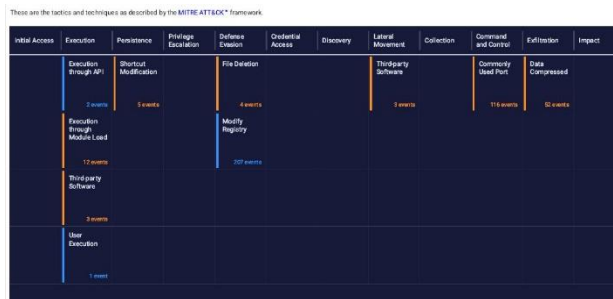 These are the tactics and techniques as described by the MITRE ATT&CK™ framework.
Initial Access
Execution
Persistence
Privilege
Escalation
Defense
Evasion
Credential
Access
Discovery
Lateral
Movement
Collection
Command
and Control
Exfiltration
Impact
Execution
through API
2 events
Shortcut
Modification
5 events
File Deletion
4 events
Third-party
Software
3 events
Commonly
Used Port
116 events
Data
Compressed
52 events
Execution
through
Module Load
12 events
Modify
Registry
207 events
Third-party
Software
3 events
User
Execution
1 event